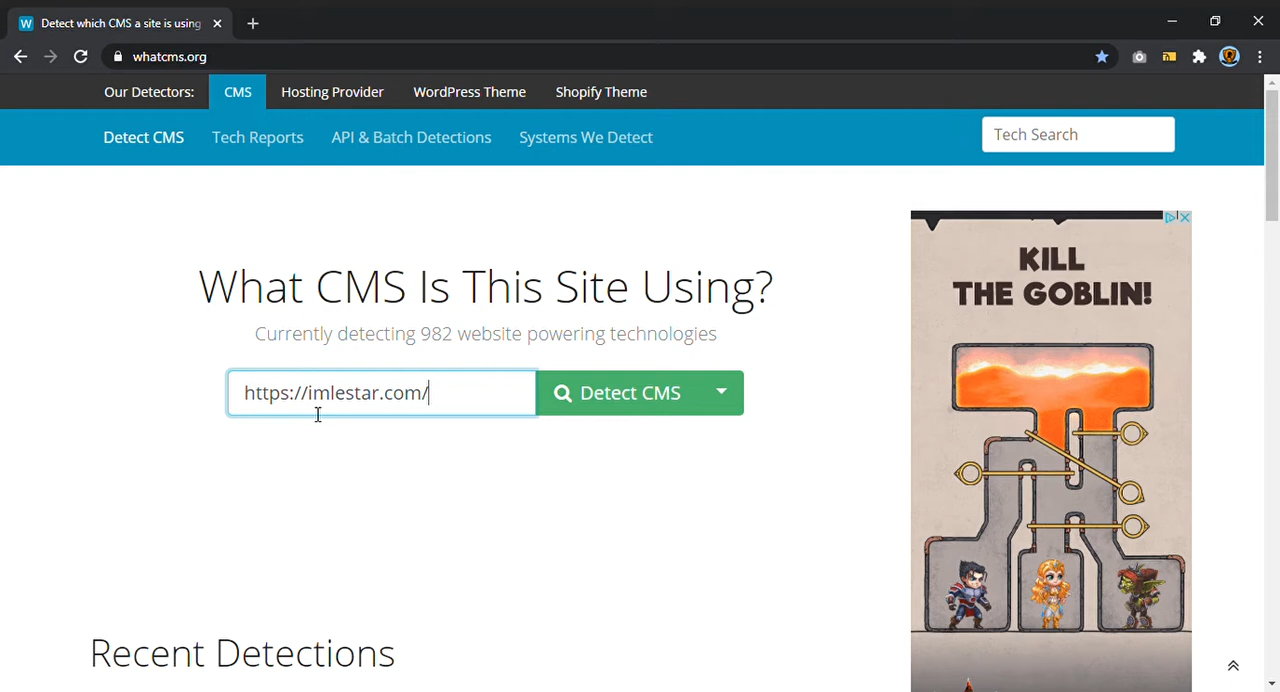 Detect which CMS a site is using
whatcms.org
Our Detectors: CMS Hosting Provider WordPress Theme Shopify Theme
Detect CMS Tech Reports API & Batch Detections Systems We Detect Tech Search
What CMS Is This Site Using?
Currently detecting 982 website powering technologies
https://imlestar.com/ Detect CMS
KILL
THE GOBLIN!
Recent Detections